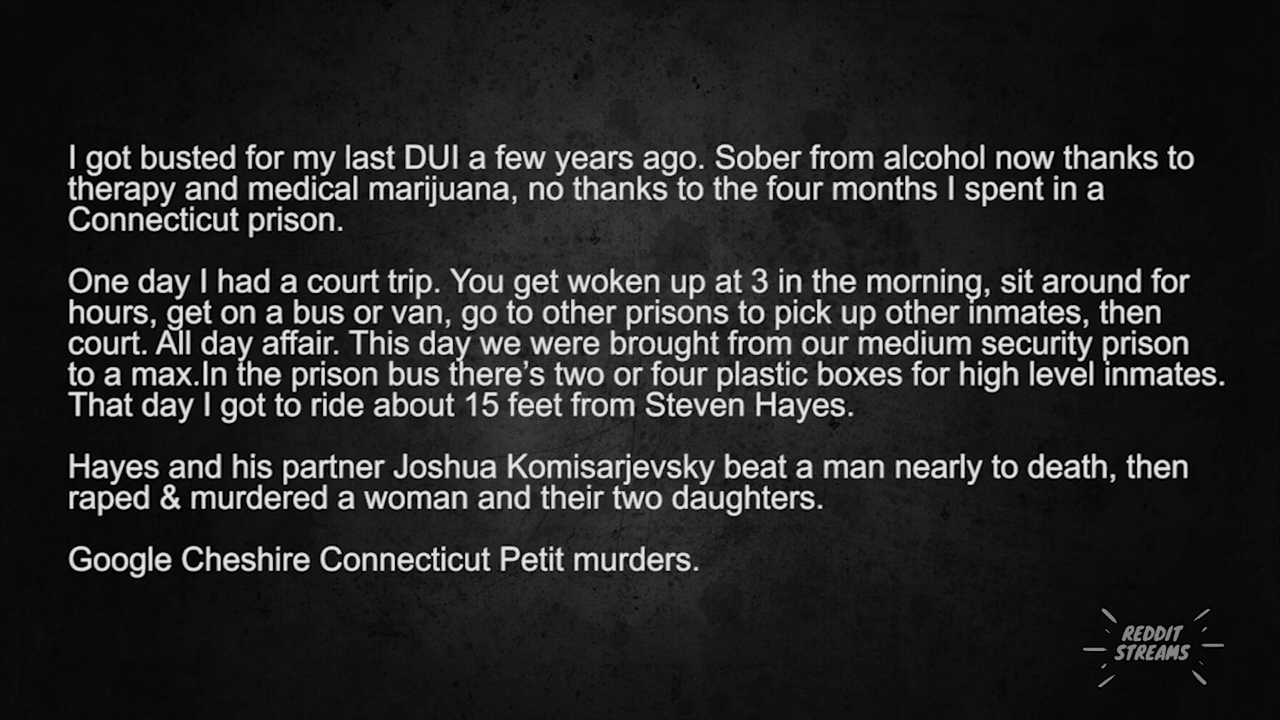 I got busted for my last DUI a few years ago. Sober from alcohol now thanks to
therapy and medical marijuana, no thanks to the four months I spent in a
Connecticut prison.
One day I had a court trip. You get woken up at 3 in the morning, sit around for
hours, get on a bus or van, go to other prisons to pick up other inmates, then
court. All day affair. This day we were brought from our medium security prison
to a max.In the prison bus there’s two or four plastic boxes for high level inmates.
That day I got to ride about 15 feet from Steven Hayes.
Hayes and his partner Joshua Komisarjevsky beat a man nearly to death, then
raped & murdered a woman and their two daughters.
Google Cheshire Connecticut Petit murders.
REDDIT
STREAMS